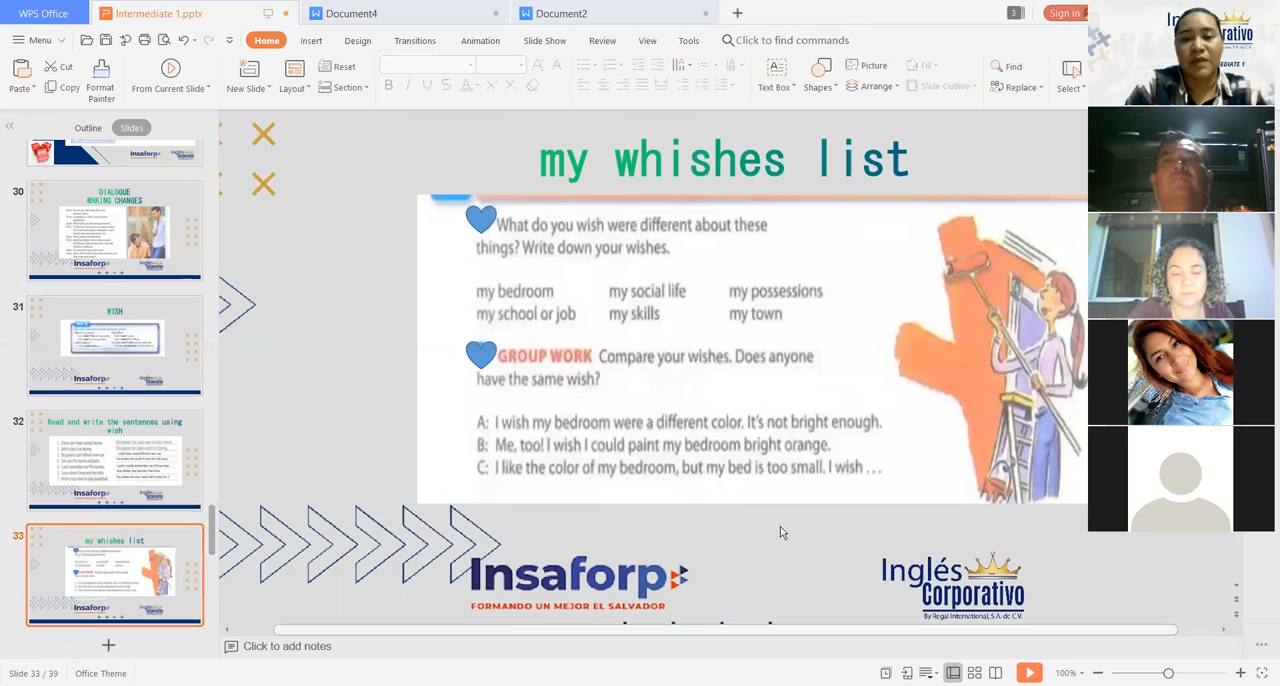 WPS Office
Intermediate 1.pptx
Document4
Document2
3
Sign in
Menu
Home
Insert
Design
Transitions
Animation
Slide Show
Review
View
Tools
Click to find commands
Paste
Cut
Copy
Format
Painter
From Current Slide
New Slide
Layout
Reset
Section
Text Box
Shapes
Picture
Fill
Arrange
Slide Outline
Find
Replace
Select
Outline
Slides
30
DIALOGUE
MAKING CHANGES
31
WISH
32
Read and write the sentences using
wish
33
my whishes list
my whishes list
What do you wish were different about these
things? Write down your wishes.
my bedroom my social life my possessions
my school or job my skills my town
GROUP WORK Compare your wishes. Does anyone
have the same wish?
A: I wish my bedroom were a different color. It's not bright enough.
B: Me, too! I wish I could paint my bedroom bright orange.
C: I like the color of my bedroom, but my bed is too small. I wish ...
Insaforp
FORMANDO UN MEJOR EL SALVADOR
Inglés
Corporativo
By Regal International, S.A. de C.V.
Click to add notes
Slide 33 / 39
Office Theme
100%